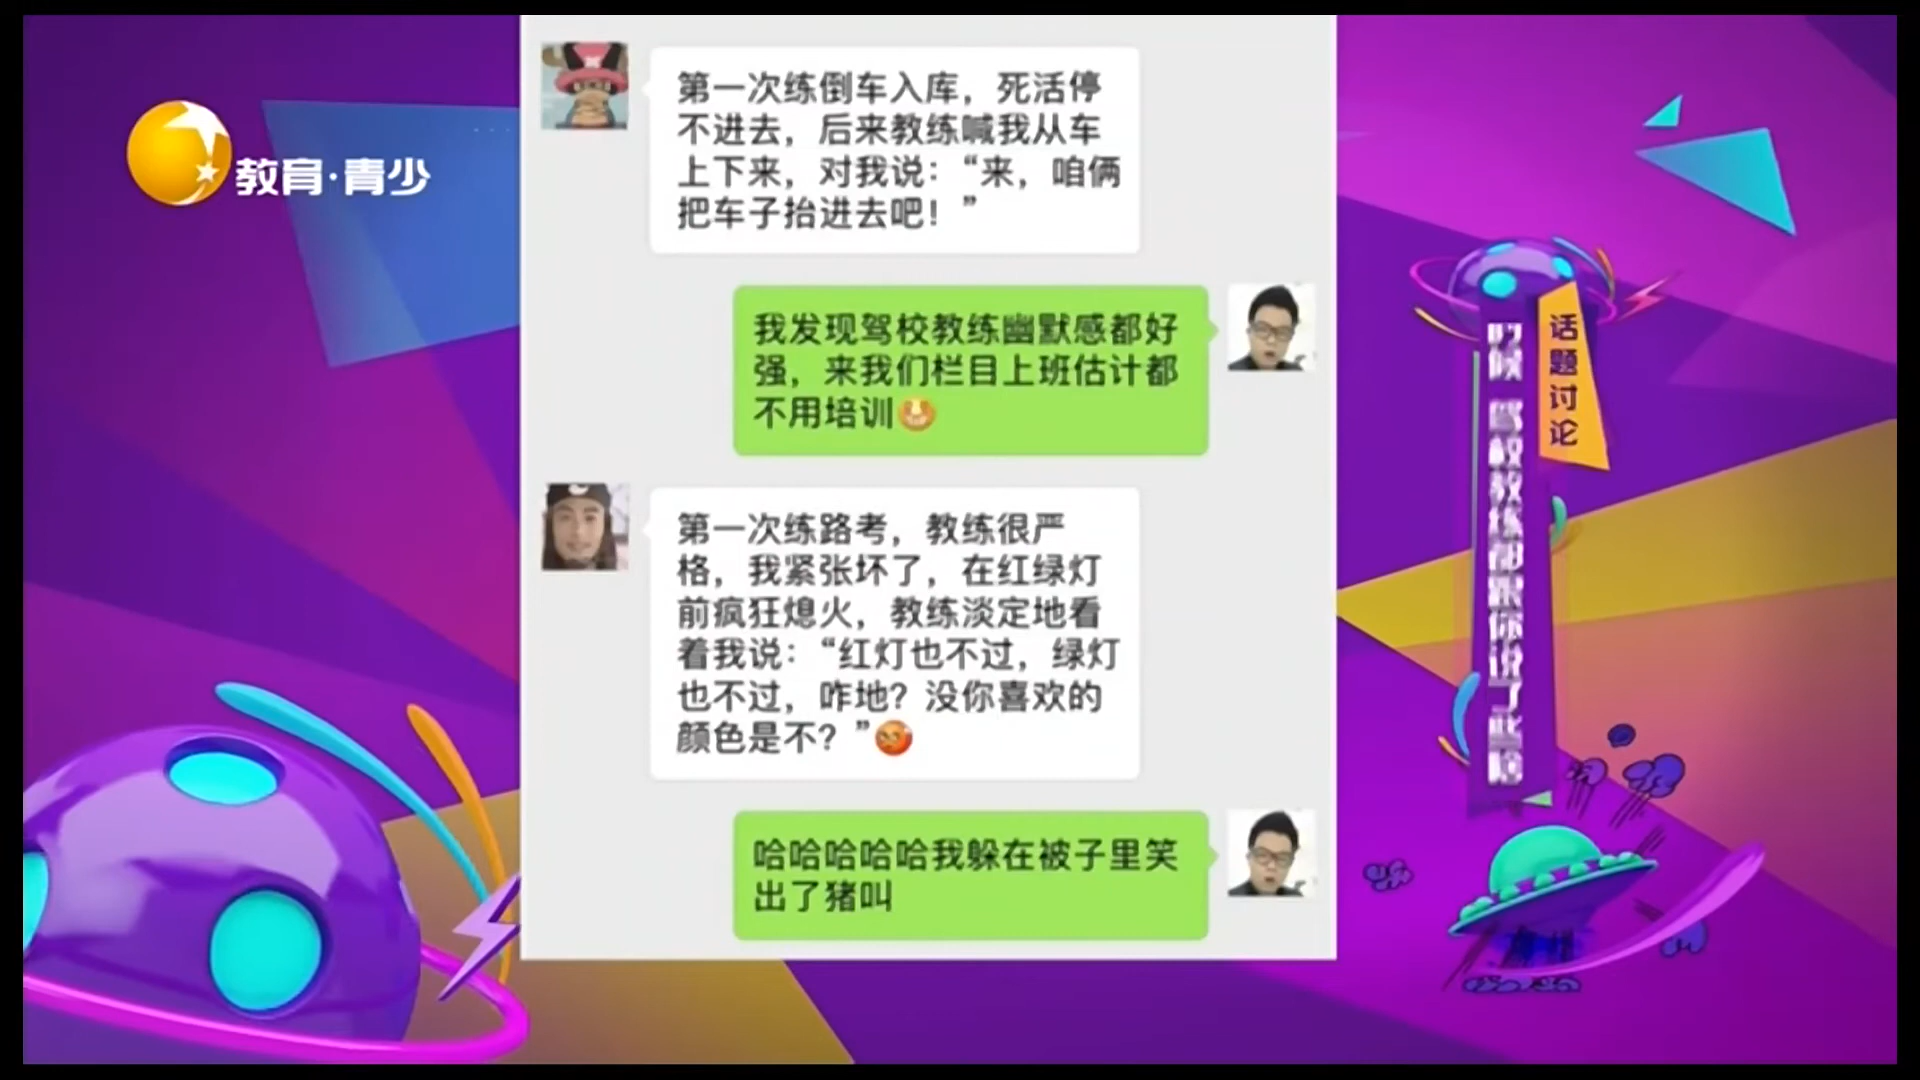 教育·青少
第一次练倒车入库，死活停
不进去，后来教练喊我从车
上下来，对我说：“来，咱俩
把车子抬进去吧！”
我发现驾校教练幽默感都好
强，来我们栏目上班估计都
不用培训
第一次练路考，教练很严
格，我紧张坏了，在红绿灯
前疯狂熄火，教练淡定地看
着我说：“红灯也不过，绿灯
也不过，咋地？没你喜欢的
颜色是不？”
哈哈哈哈哈我躲在被子里笑
出了猪叫
话题讨论